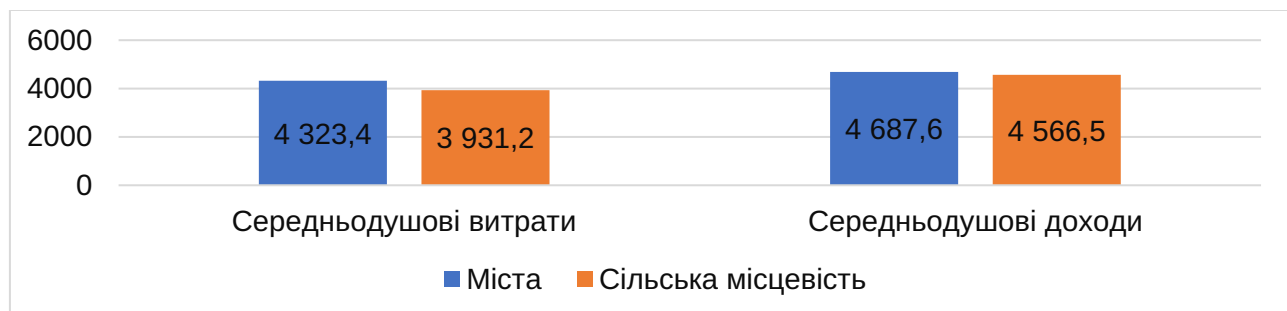 6000
4000
2000
0
4 323,4
3 931,2
4 687,6
4 566,5
Середньодушові витрати
Середньодушові доходи
Міста
Сільська місцевість